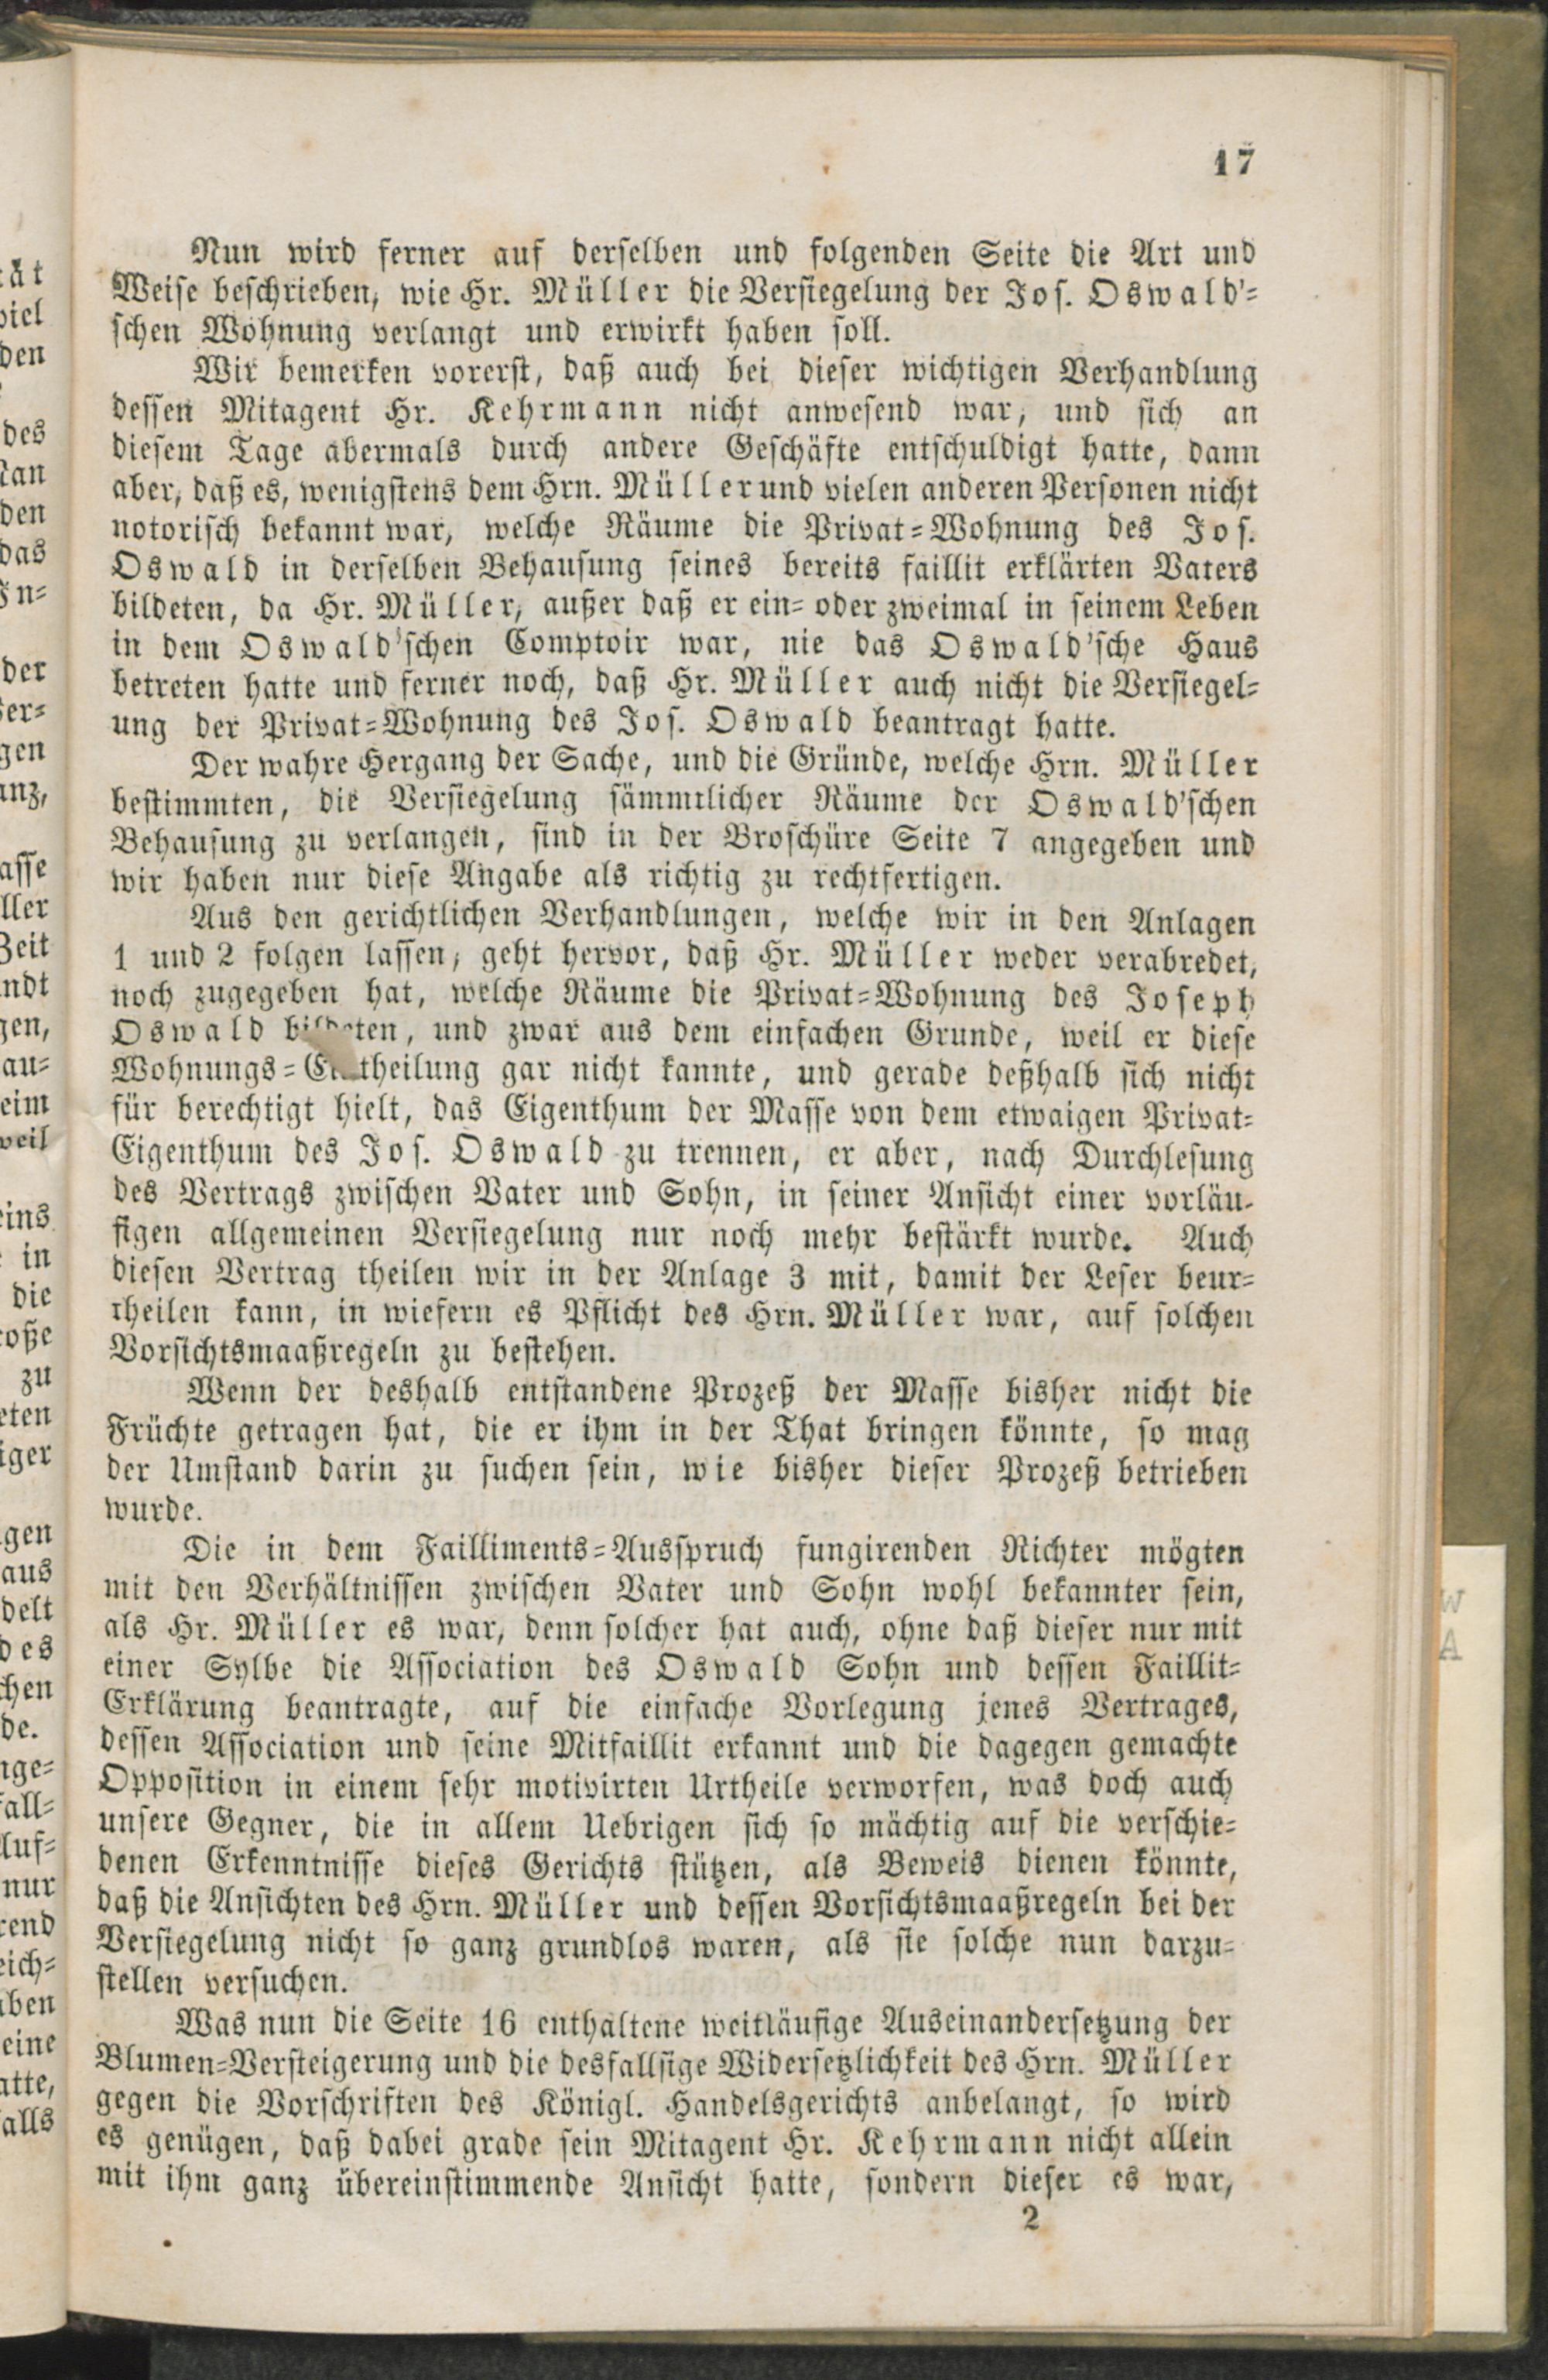 17
Nun wird ferner auf derselben und folgenden Seite die Art und
Weise beschrieben, wie Hr. Müller die Versiegelung der Jos. Oswald'-
schen Wohnung verlangt und erwirkt haben soll.
Wir bemerken vorerst, daß auch bei dieser wichtigen Verhandlung
dessen Mitagent Hr. Kehrmann nicht anwesend war, und sich an
diesem Tage abermals durch andere Geschäfte entschuldigt hatte, dann
aber, daß es, wenigstens dem Hrn. Müller und vielen anderen Personen nicht
notorisch bekannt war, welche Räume die Privat-Wohnung des Jos.
Oswald in derselben Behausung seines bereits faillit erklärten Vaters
bildeten, da Hr. Müller, außer daß er ein- oder zweimal in seinem Leben
in dem Oswald'schen Comptoir war, nie das Oswald'sche Haus
betreten hatte und ferner noch, daß Hr. Müller auch nicht die Versiegel-
ung der Privat-Wohnung des Jos. Oswald beantragt hatte.
Der wahre Hergang der Sache, und die Gründe, welche Hrn. Müller
bestimmten, die Versiegelung sämmtlicher Räume der Oswald'schen
Behausung zu verlangen, sind in der Broschüre Seite 7 angegeben und
wir haben nur diese Angabe als richtig zu rechtfertigen.
Aus den gerichtlichen Verhandlungen, welche wir in den Anlagen
1 und 2 folgen lassen, geht hervor, daß Hr. Müller weder verabredet,
noch zugegeben hat, welche Räume die Privat-Wohnung des Joseph
Oswald bildeten, und zwar aus dem einfachen Grunde, weil er diese
Wohnungs-Eintheilung gar nicht kannte, und gerade deßhalb sich nicht
für berechtigt hielt, das Eigenthum der Masse von dem etwaigen Privat-
Eigenthum des Jos. Oswald zu trennen, er aber, nach Durchlesung
des Vertrags zwischen Vater und Sohn, in seiner Ansicht einer vorläu-
figen allgemeinen Versiegelung nur noch mehr bestärkt wurde. Auch
diesen Vertrag theilen wir in der Anlage 3 mit, damit der Leser beur-
theilen kann, in wiefern es Pflicht des Hrn. Müller war, auf solchen
Vorsichtsmaaßregeln zu bestehen.
Wenn der deshalb entstandene Prozeß der Masse bisher nicht die
Früchte getragen hat, die er ihm in der That bringen könnte, so mag
der Umstand darin zu suchen sein, wie bisher dieser Prozeß betrieben
wurde.
Die in dem Failliments-Ausspruch fungirenden Richter mögten
mit den Verhältnissen zwischen Vater und Sohn wohl bekannter sein,
als Hr. Müller es war, denn solcher hat auch, ohne daß dieser nur mit
einer Sylbe die Association des Oswald Sohn und dessen Faillit-
Erklärung beantragte, auf die einfache Vorlegung jenes Vertrages,
dessen Association und seine Mitfaillit erkannt und die dagegen gemachte
Opposition in einem sehr motivirten Urtheile verworfen, was doch auch
unsere Gegner, die in allem Uebrigen sich so mächtig auf die verschie-
denen Erkenntnisse dieses Gerichts stützen, als Beweis dienen könnte,
daß die Ansichten des Hrn. Müller und dessen Vorsichtsmaaßregeln bei der
Versiegelung nicht so ganz grundlos waren, als sie solche nun darzu-
stellen versuchen.
Was nun die Seite 16 enthaltene weitläufige Auseinandersetzung der
Blumen-Versteigerung und die desfallsige Widersetzlichkeit des Hrn. Müller
gegen die Vorschriften des Königl. Handelsgerichts anbelangt, so wird
es genügen, daß dabei grade sein Mitagent Hr. Kehrmann nicht allein
mit ihm ganz übereinstimmende Ansicht hatte, sondern dieser es war,
2